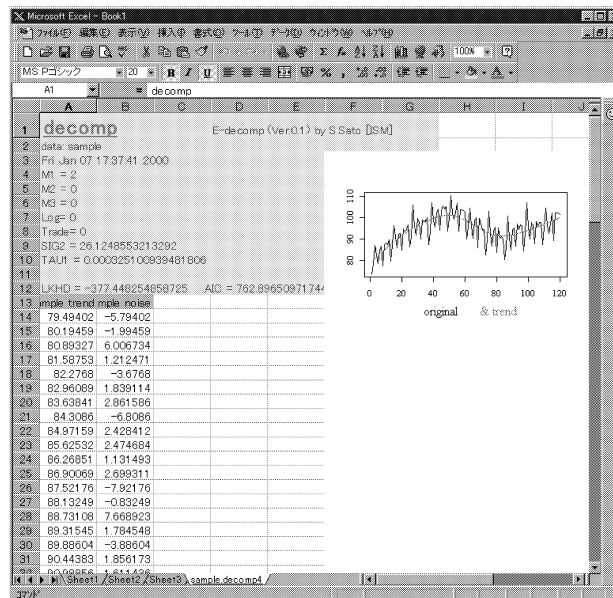 Microsoft Excel - Book1
ファイル(F) 編集(E) 表示(V) 挿入(I) 書式(O) ツール(T) データ(D) ウィンドウ(W) ヘルプ(H)
100%
MS Pゴシック 20 B I U
A1 = decomp
A B C D E F G H I J
1 decomp E-decomp (Ver.0.1) by S.Sato [ISM]
2 data: sample
3 Fri Jan 07 17:37:41 2000
4 M1 = 2
5 M2 = 0
6 M3 = 0
7 Log= 0
8 Trade= 0
9 SIG2 = 26.1248553213292
10 TAU1 = 0.000325100939481806
11
12 LKHD = -377.448254858725 AIC = 762.89650971744
13 mple trend mple noise
14 79.49402 -5.79402
15 80.19459 -1.99459
16 80.89327 6.006734
17 81.58753 1.212471
18 82.2768 -3.6768
19 82.96089 1.839114
20 83.63841 2.861586
21 84.3086 -6.8086
22 84.97159 2.428412
23 85.62532 2.474684
24 86.26851 1.131493
25 86.90069 2.699311
26 87.52176 -7.92176
27 88.13249 -0.83249
28 88.73108 7.668923
29 89.31545 1.784548
30 89.88604 -3.88604
31 90.44383 1.856173
110
100
90
80
0 20 40 60 80 100 120
original & trend
Sheet1 Sheet2 Sheet3 sample.decomp4
コマンド